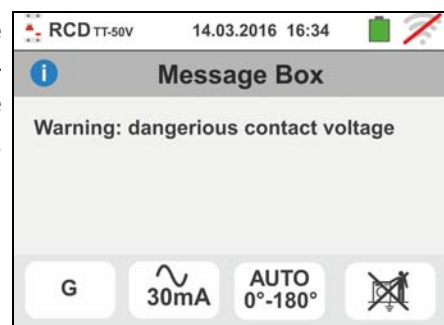 RCD TT-50V 14.03.2016 16:34
Message Box
Warning: dangerious contact voltage
G 30mA AUTO
0°-180°